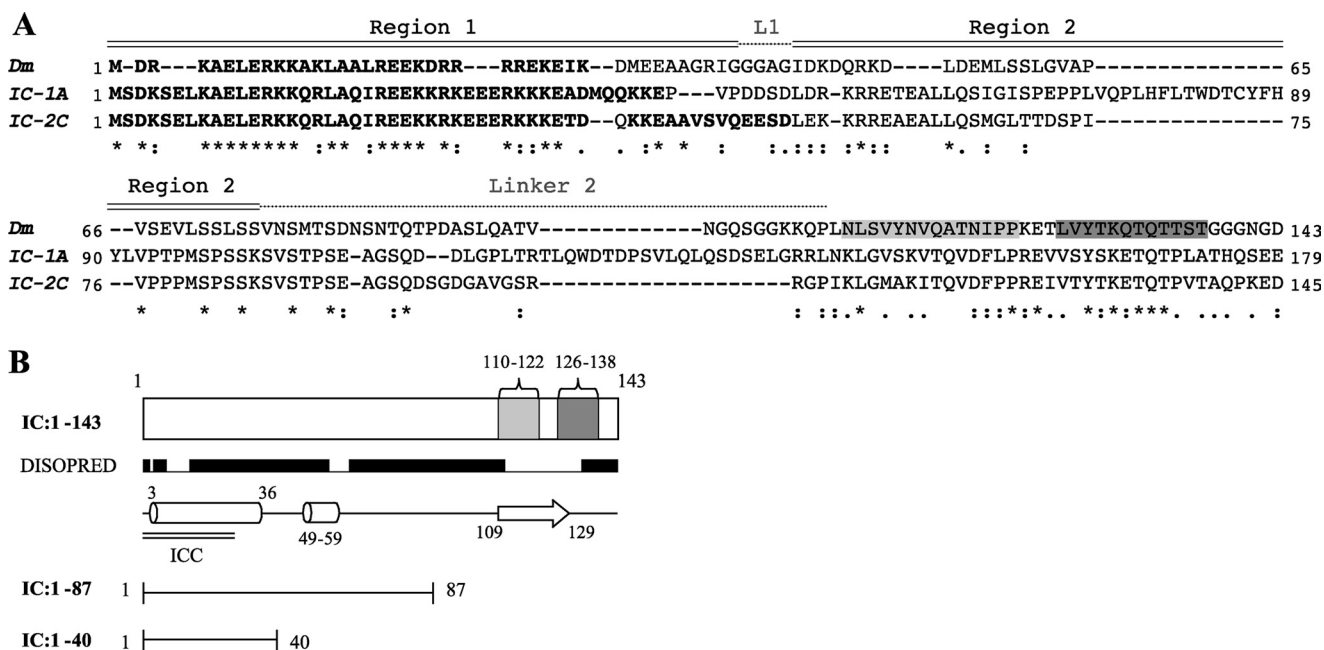 A
Region 1 L1 Region 2
Dm 1 M-DR---KAELERKKAKLAALREEKDRR---RREKEIK--DMEEAAGRIGGGAGIDKDQRKD----LDEMLSSLGVAP--------------- 65
IC-1A 1 MSDKSELKAELERKKQRLAQIREEKKRKEEERKKKEADMQQKKEP---VPDDSDLDR-KRRETEALLQSIGISPEPPLVQPLHFLTWDTCYFH 89
IC-2C 1 MSDKSELKAELERKKQRLAQIREEKKRKEEERKKKETD--QKKEAAVSVQEESDLEK-KRREAEALLQSMGLTTDSPI--------------- 75
* *: ********:** :****:*: *::**. .:* * : :.::: :*:** *. : :
Region 2 Linker 2
Dm 66 --VSEVLSSLSSVNSMTSDNSNTQTPDASLQATV-------------NGQSGGKKQPLNLSVYNVQATNIPPKETLVYTKQTQTTSTGGGNGD 143
IC-1A 90 YLVPTPMSPSSKSVSTPSE-AGSQD--DLGPLTRTLQWDTDPSVLQLQSDSELGRRLNKLGVSKVTQVDFLPREVVSYSKETQTPLATHQSEE 179
IC-2C 76 --VPPPMSPSSKSVSTPSE-AGSQDSGDGAVGSR--------------------RGPIKLGMAKITQVDFPPREIVTYTKETQTPVTAQPKED 145
* * * * *: :* : : ::.* . .. :::*:*. .*:***. .. . :
B
1 110-122 126-138 143
IC:1-143
DISOPRED
3 36
49-59 109 129
ICC
IC:1-87 1 87
IC:1-40 1 40